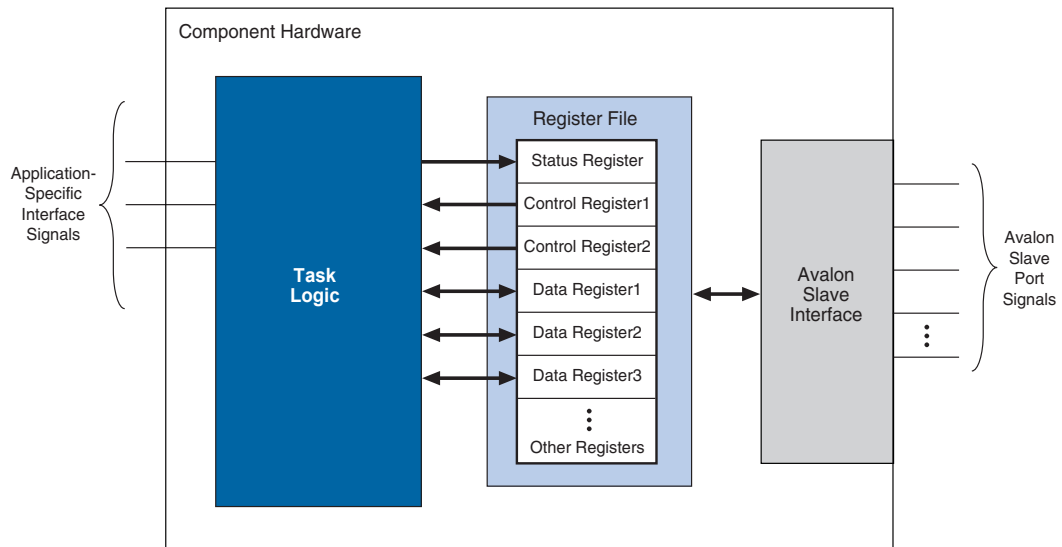 Component Hardware
Application-
Specific
Interface
Signals
Task
Logic
Register File
Status Register
Control Register1
Control Register2
Data Register1
Data Register2
Data Register3
Other Registers
Avalon
Slave
Interface
Avalon
Slave
Port
Signals